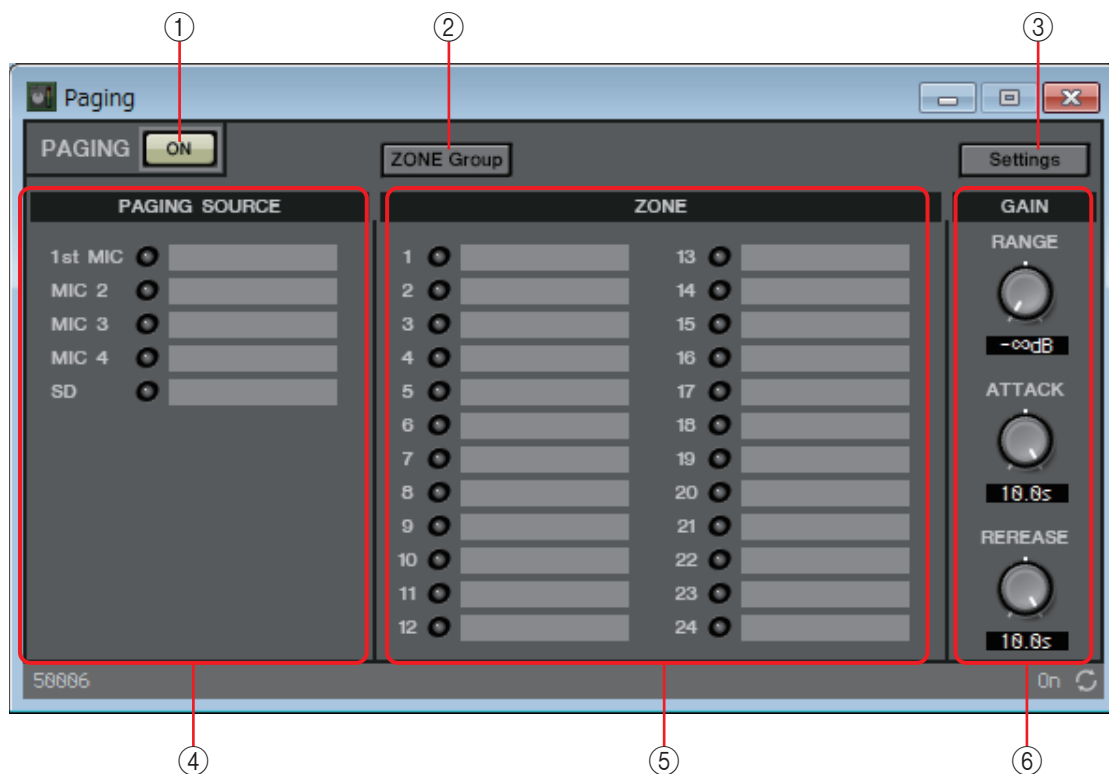 ① ② ③
Paging
PAGING ON
ZONE Group
Settings
PAGING SOURCE
1st MIC
MIC 2
MIC 3
MIC 4
SD
ZONE
1
2
3
4
5
6
7
8
9
10
11
12
13
14
15
16
17
18
19
20
21
22
23
24
GAIN
RANGE
-∞dB
ATTACK
10.0s
REREASE
10.0s
50006
On
④ ⑤ ⑥